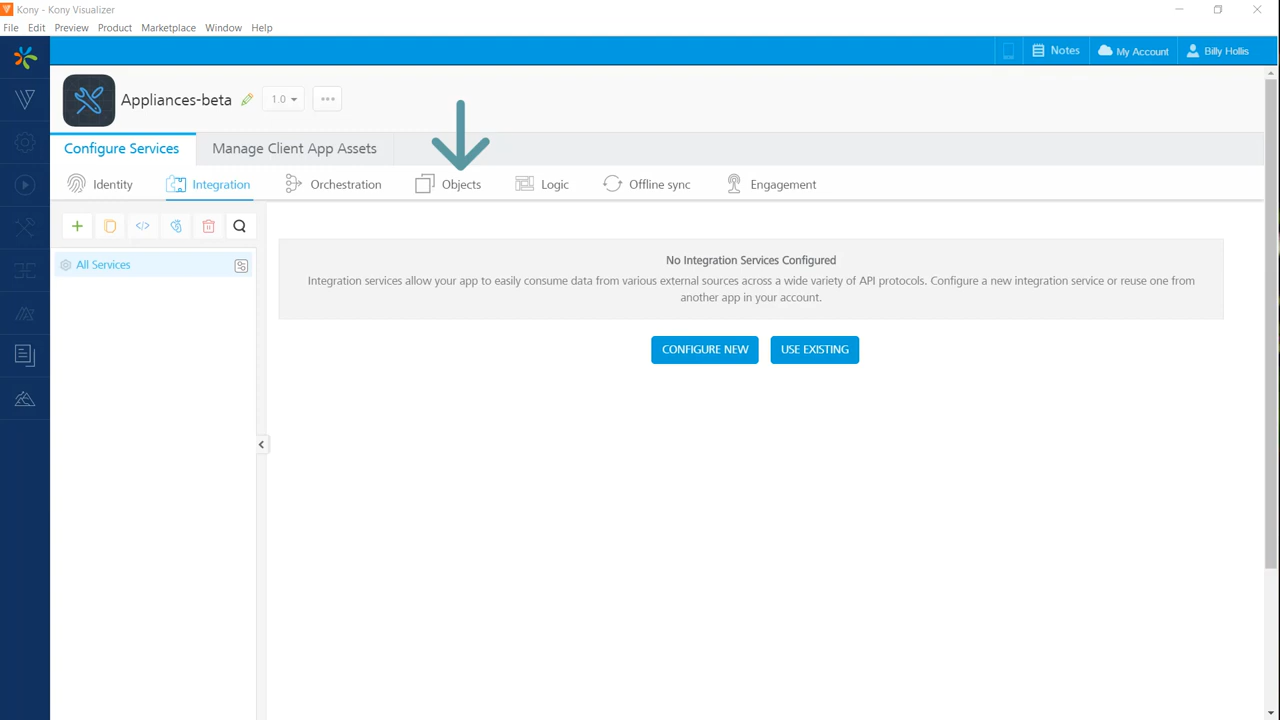 Kony - Kony Visualizer
File Edit Preview Product Marketplace Window Help
Notes My Account Billy Hollis
Appliances-beta 1.0
Configure Services Manage Client App Assets
Identity Integration Orchestration Objects Logic Offline sync Engagement
All Services
No Integration Services Configured
Integration services allow your app to easily consume data from various external sources across a wide variety of API protocols. Configure a new integration service or reuse one from
another app in your account.
CONFIGURE NEW USE EXISTING